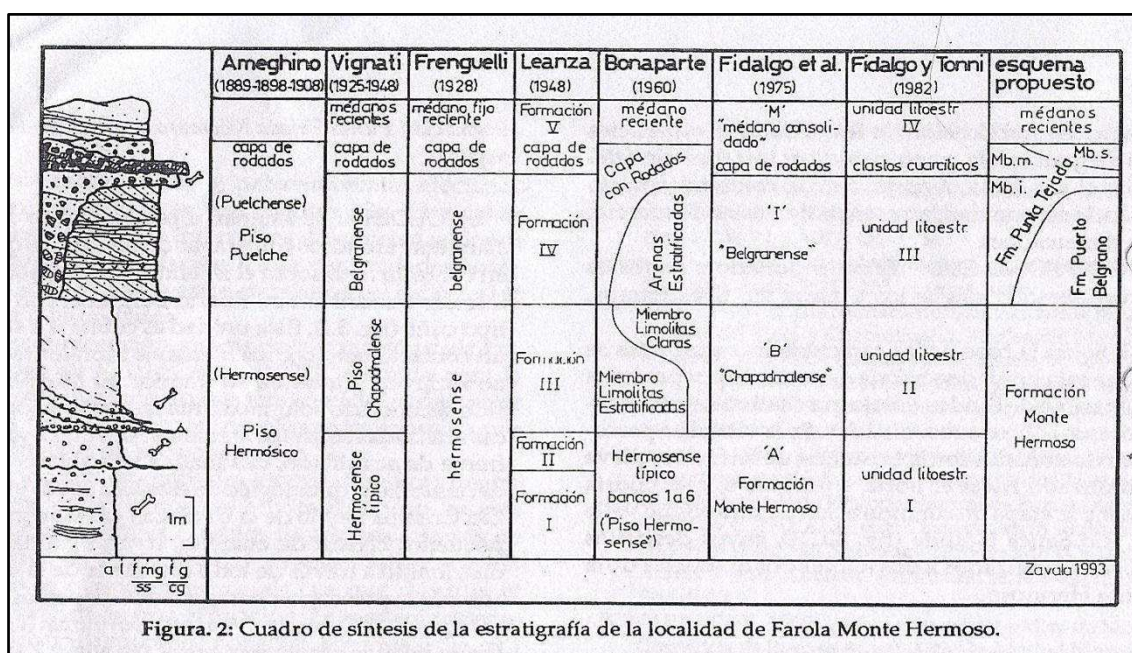 Ameghino
(1889-1898-1908)
Vignati
(1925-1948)
Frenguelli
(1928)
Leanza
(1948)
Bonaparte
(1960)
Fidalgo et al.
(1975)
Fidalgo y Tonni
(1982)
esquema
propuesto
capa de
rodados
(Puelchense)
Piso
Puelche
(Hermosense)
Piso
Hermósico
médanos
recientes
capa de
rodados
Belgranense
Piso
Chapadmalense
Hermosense
típico
médano fijo
reciente
capa de
rodados
belgranense
hermosense
Formación
V
capa de
rodados
Formación
IV
Formación
III
Formación
II
Formación
I
médano
reciente
Capa
con Rodados
Arenas
Estratificadas
Miembro
Limolitas
Claras
Miembro
Limolitas
Estratificadas
Hermosense
típico
bancos 1 a 6
("Piso Hermo-
sense")
'M'
"médano consoli-
dado"
capa de rodados
'I'
"Belgranense"
'B'
"Chapadmalense"
'A'
Formación
Monte Hermoso
unidad litoestr.
IV
clastos cuarcíticos
unidad litoestr.
III
unidad litoestr.
II
unidad litoestr.
I
médanos
recientes
Mb.s.
Mb.m.
Mb.i.
Fm. Punta Tejada
Fm. Puerto
Belgrano
Formación
Monte
Hermoso
Zavala 1993
1m
a l f m g f g
ss cg
Figura. 2: Cuadro de síntesis de la estratigrafía de la localidad de Farola Monte Hermoso.